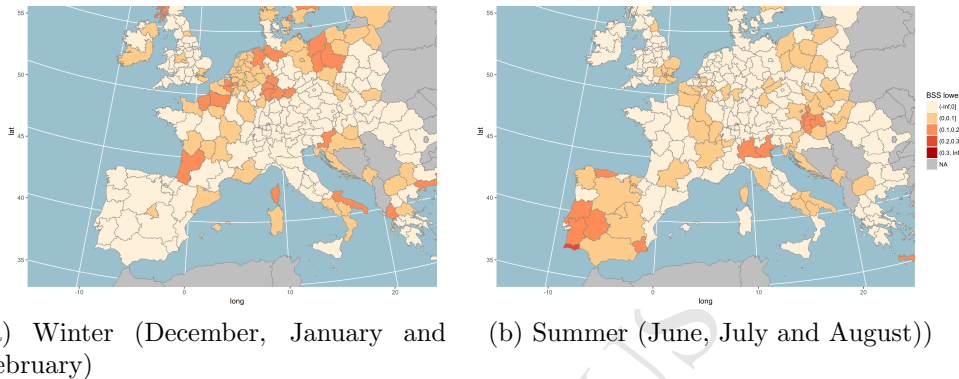 55
50
45
40
35
lat
-10
0
10
20
long
55
50
45
40
35
lat
-10
0
10
20
long
BSS lowe
(-Inf,0]
(0,0.1]
(0.1,0.2
(0.2,0.3
(0.3, Inf
NA
) Winter (December, January and
ebruary)
(b) Summer (June, July and August))